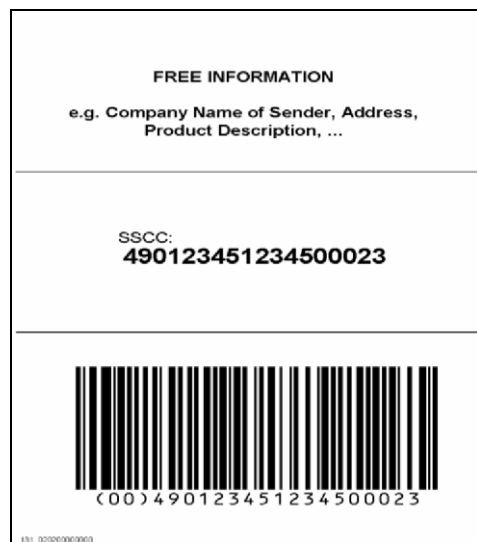 FREE INFORMATION
e.g. Company Name of Sender, Address,
Product Description, ...
SSCC:
490123451234500023
(00)490123451234500023